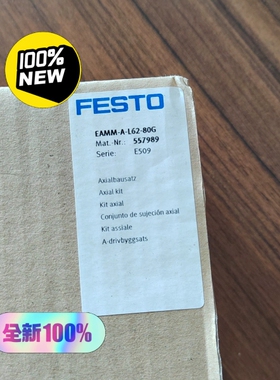 100%
NEW
FESTO
EAMM-A-L62-80G
Mat.-Nr.: 557989
Serie: E509
Axialbausatz
Axial kit
Kit axial
Conjunto de sujeción axial
Kit assiale
A-drivbyggsats
全新100%